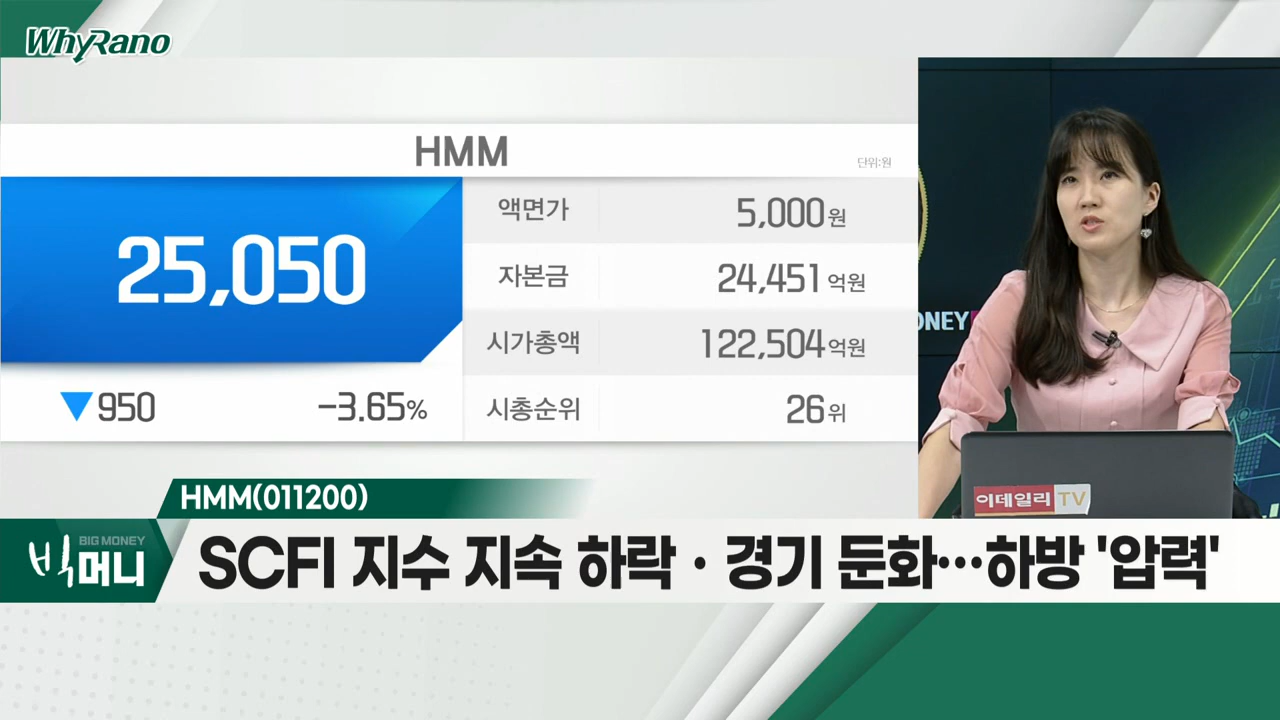 WhyRano
HMM
단위:원
25,050
▼950 -3.65%
액면가 5,000원
자본금 24,451억원
시가총액 122,504억원
시총순위 26위
ONEY
이데일리 TV
HMM(011200)
BIG MONEY
빅머니
SCFI 지수 지속 하락·경기 둔화…하방 '압력'